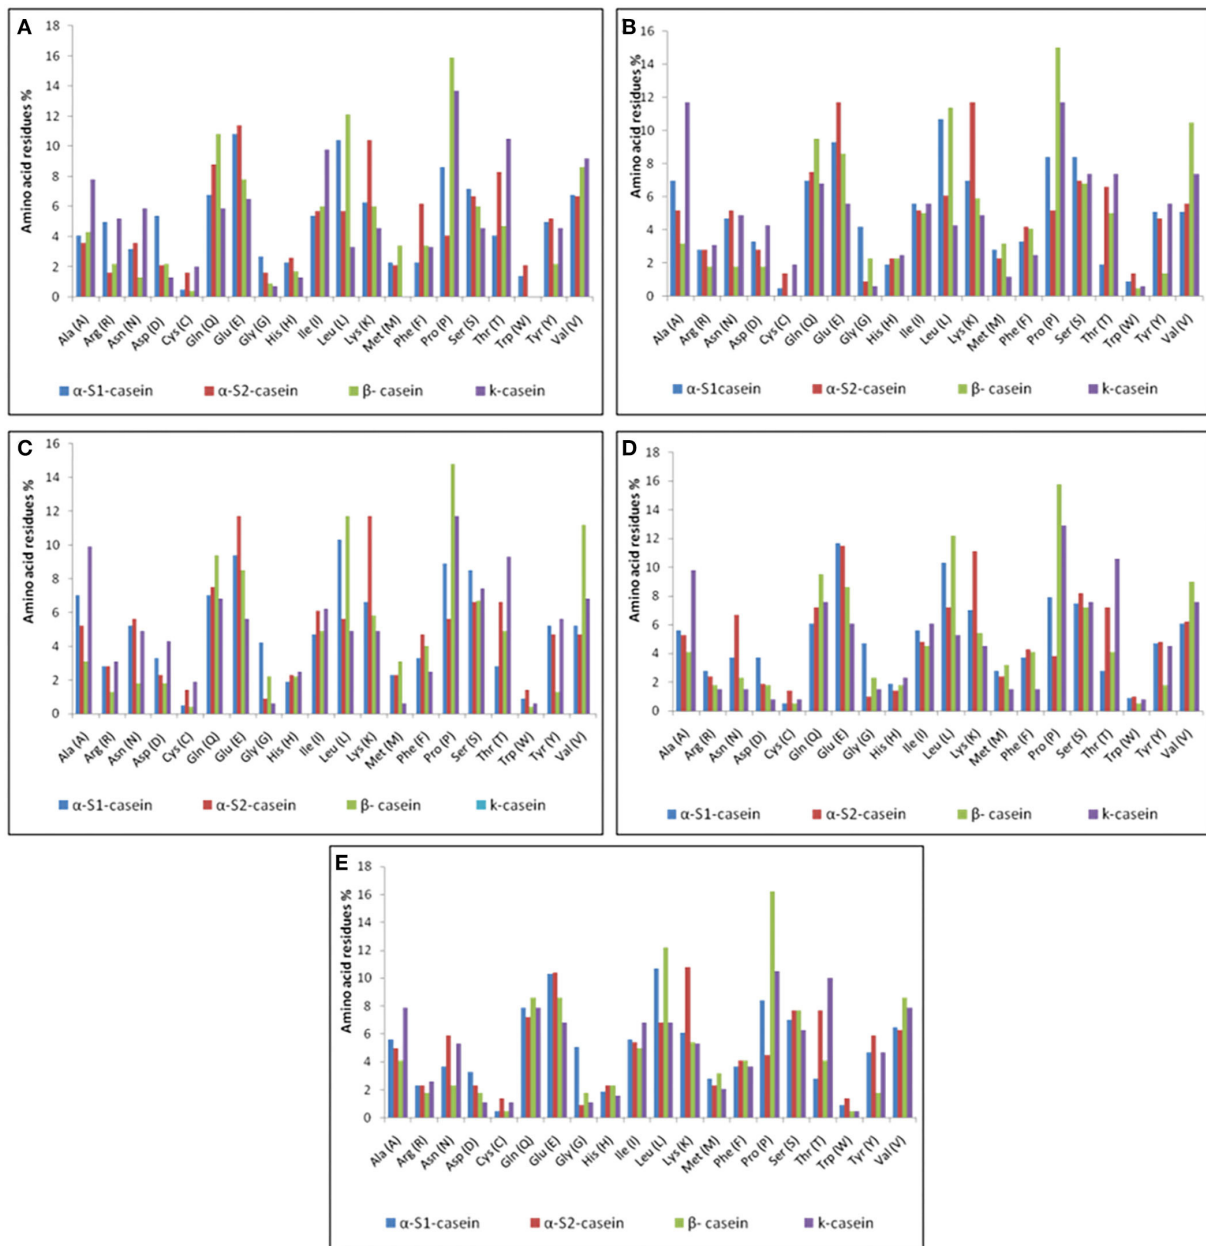 A
Amino acid residues %
18
16
14
12
10
8
6
4
2
0
Ala (A) Arg (R) Asn (N) Asp (D) Cys (C) Gln (Q) Glu (E) Gly (G) His (H) Ile (I) Leu (L) Lys (K) Met (M) Phe (F) Pro (P) Ser (S) Thr (T) Trp (W) Tyr (Y) Val (V)
α-S1-casein α-S2-casein β- casein k-casein
B
Amino acid residues %
16
14
12
10
8
6
4
2
0
Ala (A) Arg (R) Asn (N) Asp (D) Cys (C) Gln (Q) Glu (E) Gly (G) His (H) Ile (I) Leu (L) Lys (K) Met (M) Phe (F) Pro (P) Ser (S) Thr (T) Trp (W) Tyr (Y) Val (V)
α-S1casein α-S2-casein β- casein k-casein
C
Amino acid residues %
16
14
12
10
8
6
4
2
0
Ala (A) Arg (R) Asn (N) Asp (D) Cys (C) Gln (Q) Glu (E) Gly (G) His (H) Ile (I) Leu (L) Lys (K) Met (M) Phe (F) Pro (P) Ser (S) Thr (T) Trp (W) Tyr (Y) Val (V)
α-S1-casein α-S2-casein β- casein k-casein
D
Amino acid residues %
18
16
14
12
10
8
6
4
2
0
Ala (A) Arg (R) Asn (N) Asp (D) Cys (C) Gln (Q) Glu (E) Gly (G) His (H) Ile (I) Leu (L) Lys (K) Met (M) Phe (F) Pro (P) Ser (S) Thr (T) Trp (W) Tyr (Y) Val (V)
α-S1-casein α-S2-casein β- casein k-casein
E
Amino acid residues %
18
16
14
12
10
8
6
4
2
0
Ala (A) Arg (R) Asn (N) Asp (D) Cys (C) Gln (Q) Glu (E) Gly (G) His (H) Ile (I) Leu (L) Lys (K) Met (M) Phe (F) Pro (P) Ser (S) Thr (T) Trp (W) Tyr (Y) Val (V)
α-S1-casein α-S2-casein β- casein k-casein